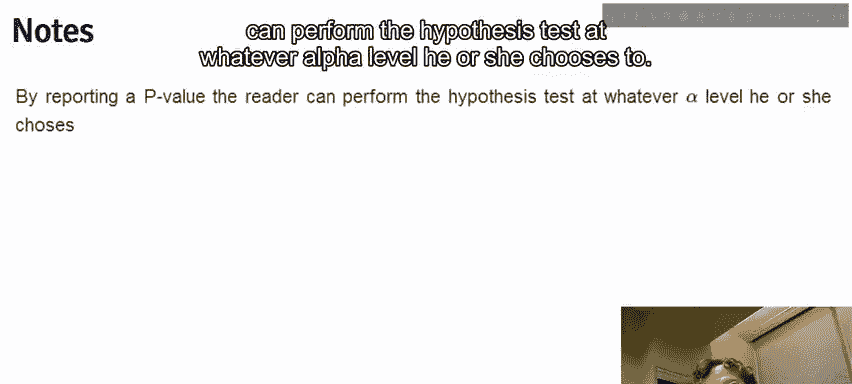 Notes
can perform the hypothesis test at
whatever alpha level he or she chooses to.
By reporting a P-value the reader can perform the hypothesis test at whatever α level he or she
choses